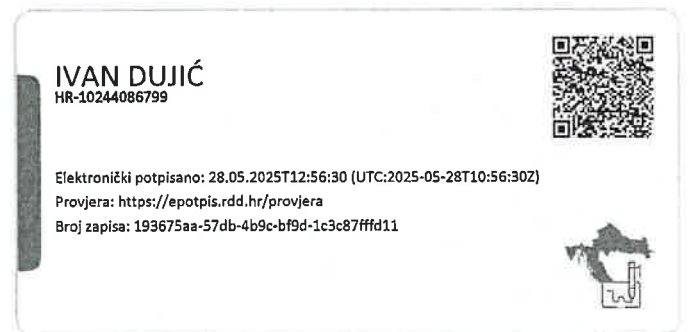 IVAN DUJIĆ
HR-10244086799
Elektronički potpisano: 28.05.2025T12:56:30 (UTC:2025-05-28T10:56:30Z)
Provjera: https://epotpis.rdd.hr/provjera
Broj zapisa: 193675aa-57db-4b9c-bf9d-1c3c87fffd11